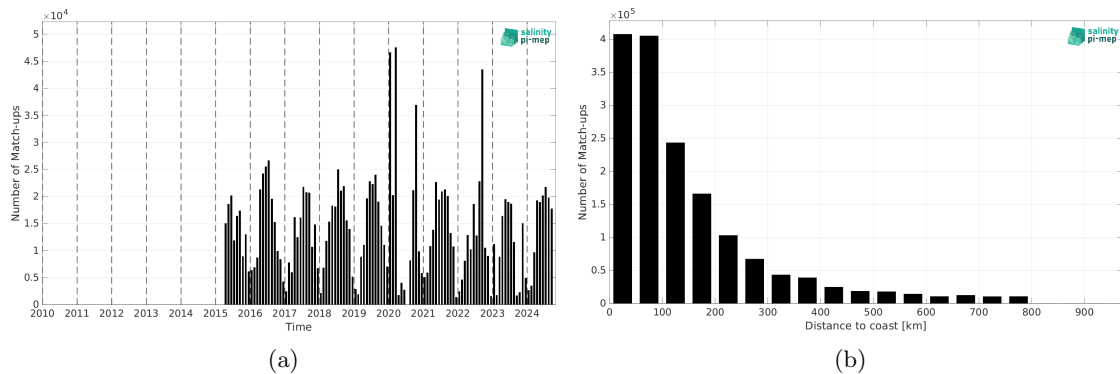 ×10⁴
5
4.5
4
3.5
3
2.5
2
1.5
1
0.5
0
Number of Match-ups
2010 2011 2012 2013 2014 2015 2016 2017 2018 2019 2020 2021 2022 2023 2024
Time
salinity
pi-mep
(a)
×10⁵
4
3.5
3
2.5
2
1.5
1
0.5
0
Number of Match-ups
0 100 200 300 400 500 600 700 800 900
Distance to coast [km]
salinity
pi-mep
(b)